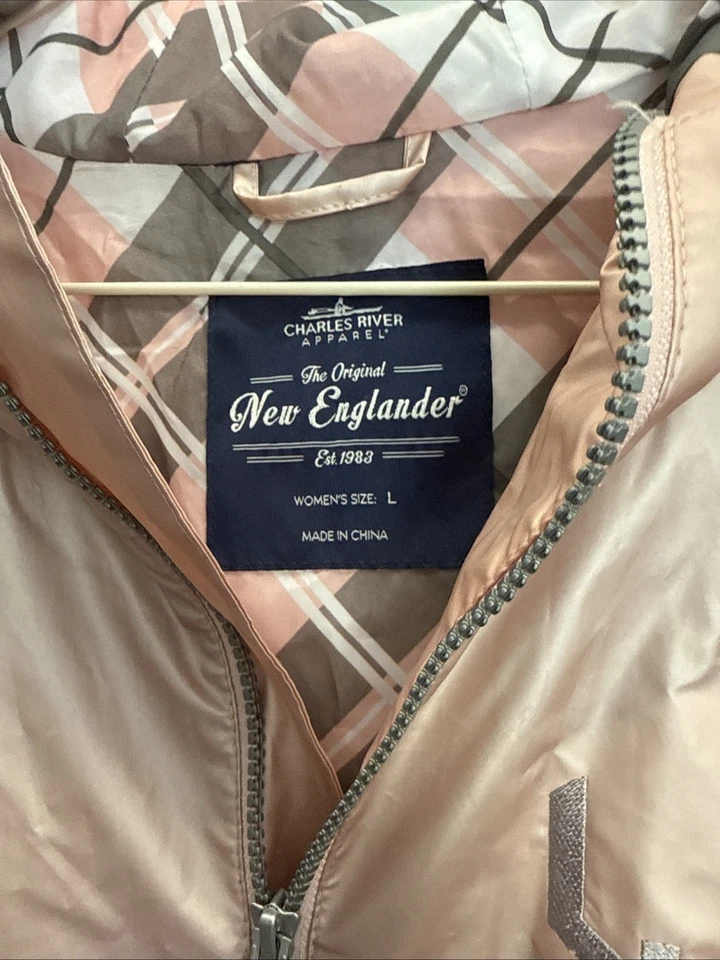 CHARLES RIVER
APPAREL®
The Original
New Englander®
Est. 1983
WOMEN'S SIZE: L
MADE IN CHINA